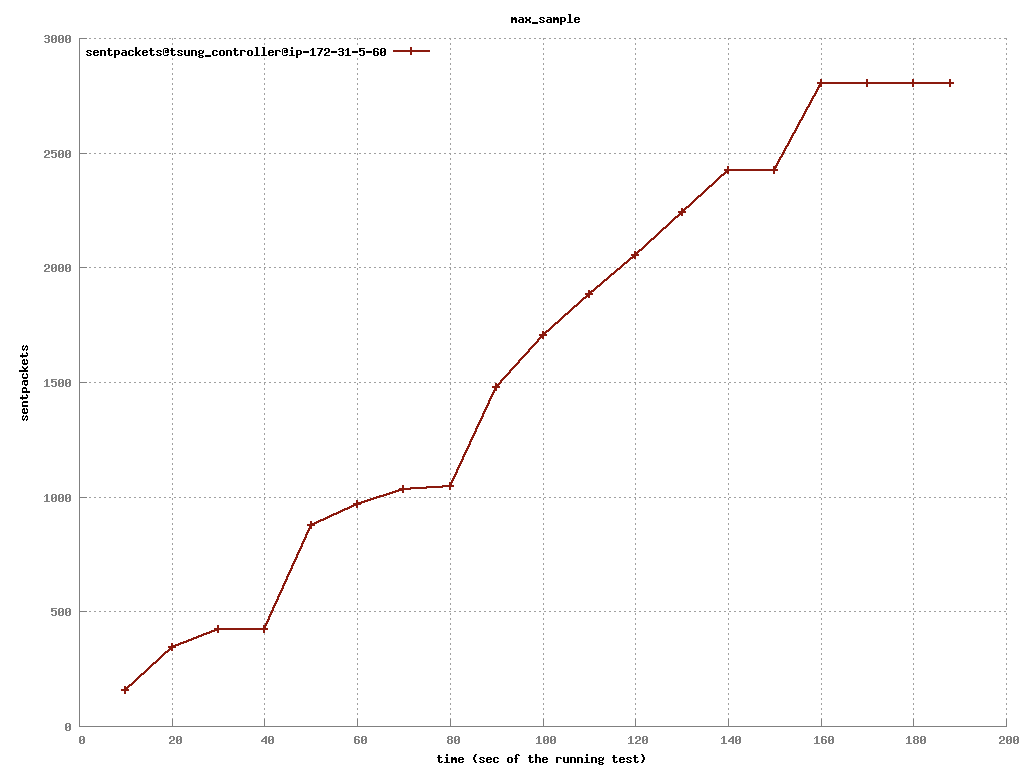 max_sample
sentpackets@tsung_controller@ip-172-31-5-60
3000
2500
2000
1500
1000
500
0
sentpackets
0 20 40 60 80 100 120 140 160 180 200
time (sec of the running test)